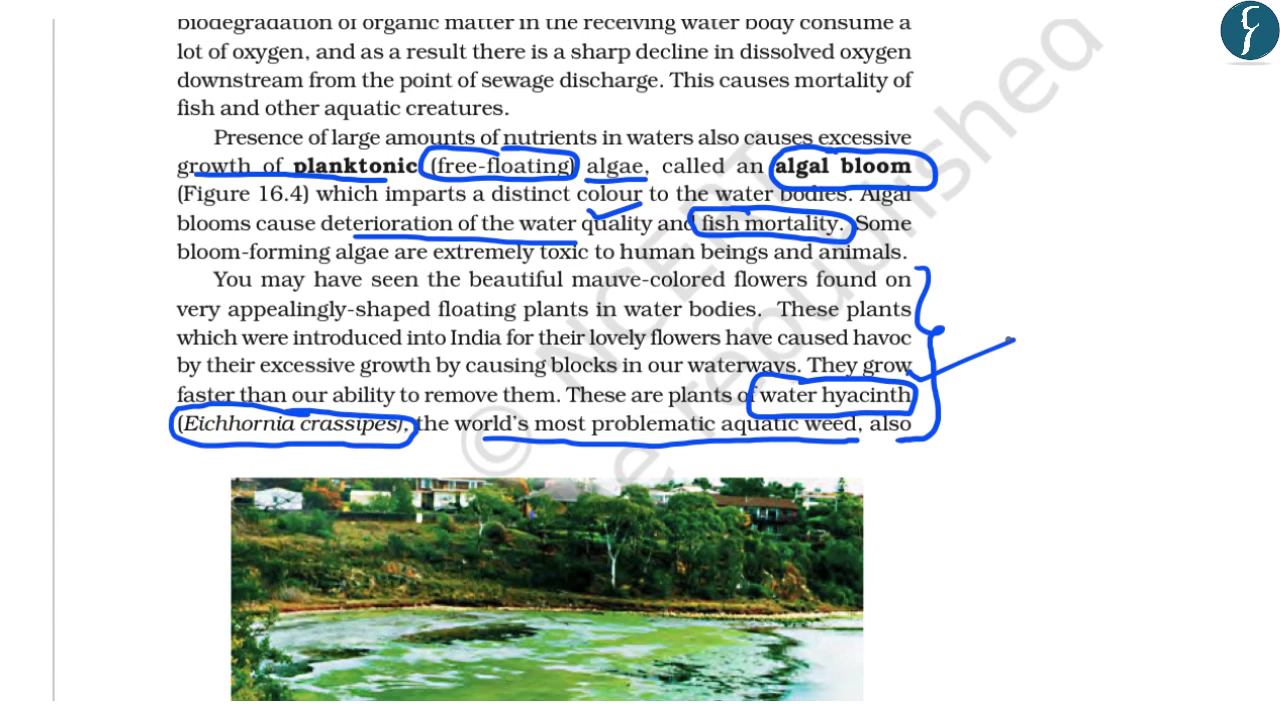 biodegradation of organic matter in the receiving water body consume a
lot of oxygen, and as a result there is a sharp decline in dissolved oxygen
downstream from the point of sewage discharge. This causes mortality of
fish and other aquatic creatures.
Presence of large amounts of nutrients in waters also causes excessive
growth of planktonic (free-floating) algae, called an algal bloom
(Figure 16.4) which imparts a distinct colour to the water bodies. Algal
blooms cause deterioration of the water quality and fish mortality. Some
bloom-forming algae are extremely toxic to human beings and animals.
You may have seen the beautiful mauve-colored flowers found on
very appealingly-shaped floating plants in water bodies. These plants
which were introduced into India for their lovely flowers have caused havoc
by their excessive growth by causing blocks in our waterways. They grow
faster than our ability to remove them. These are plants of water hyacinth
(Eichhornia crassipes), the world's most problematic aquatic weed, also
© NCERT
be republished